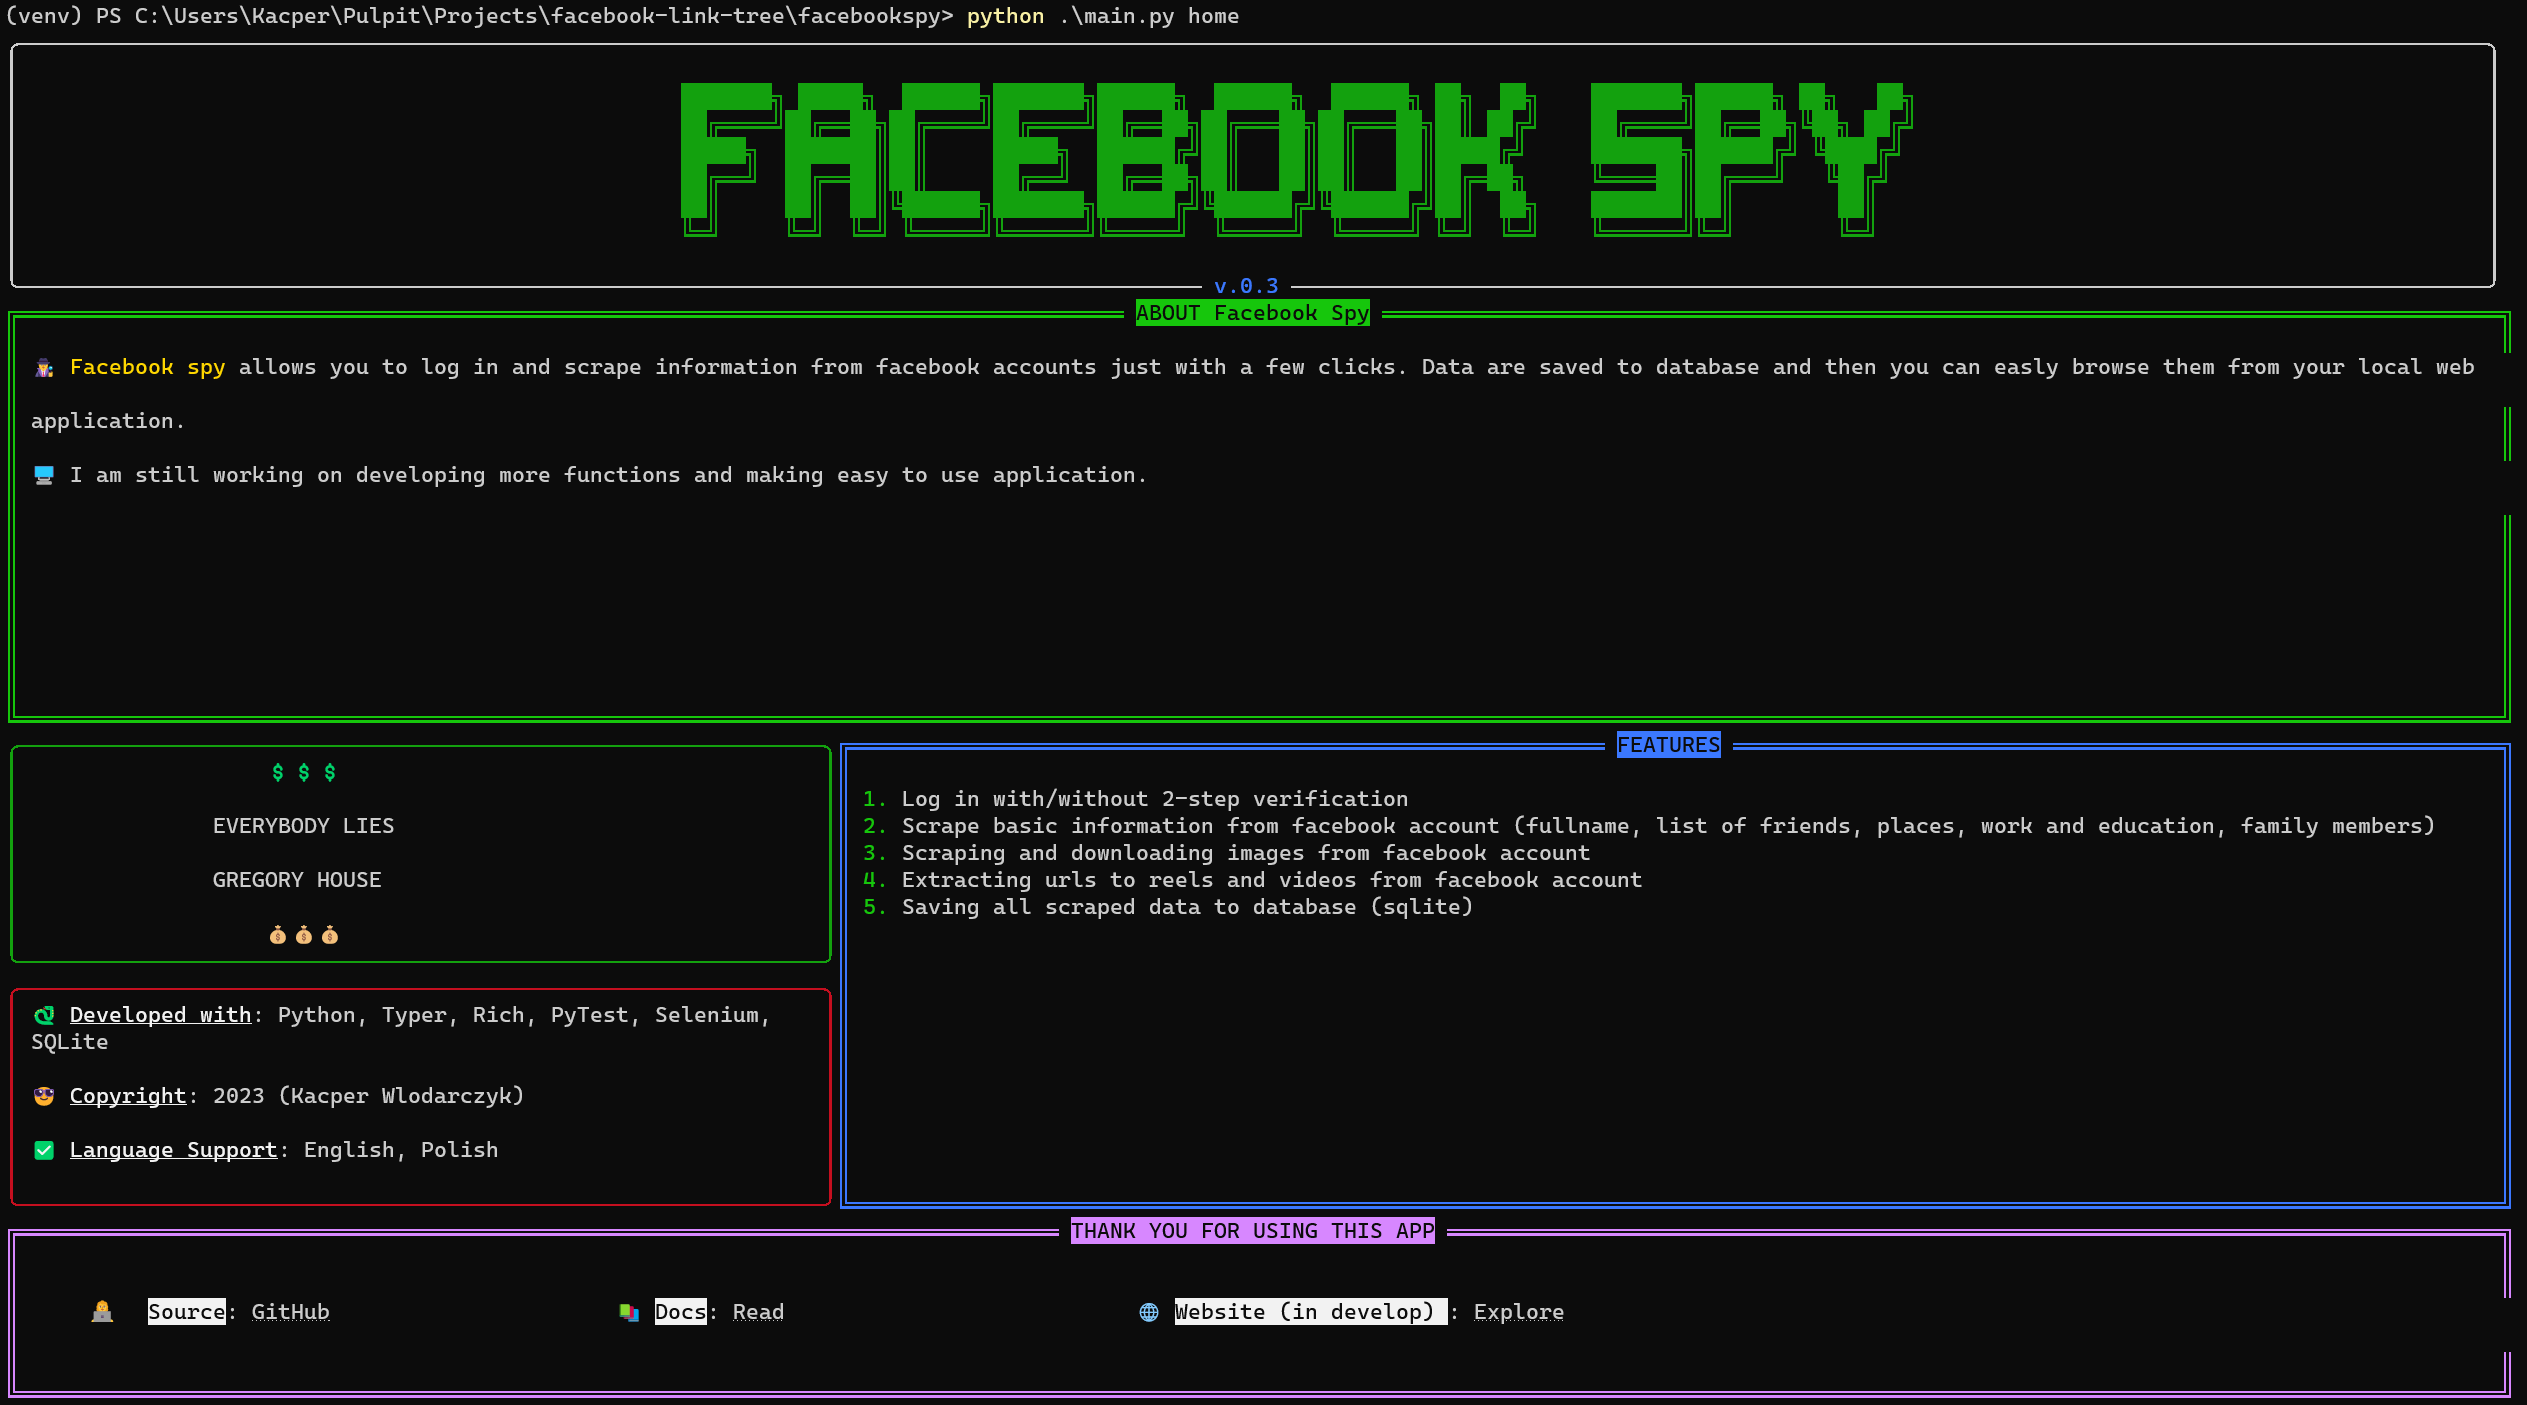 (venv) PS C:\Users\Kacper\Pulpit\Projects\facebook-link-tree\facebookspy> python .\main.py home
FACEBOOK SPY
v.0.3
ABOUT Facebook Spy
Facebook spy allows you to log in and scrape information from facebook accounts just with a few clicks. Data are saved to database and then you can easly browse them from your local web
application.
I am still working on developing more functions and making easy to use application.
$ $ $
EVERYBODY LIES
GREGORY HOUSE
Developed with: Python, Typer, Rich, PyTest, Selenium,
SQLite
Copyright: 2023 (Kacper Wlodarczyk)
Language Support: English, Polish
FEATURES
1. Log in with/without 2-step verification
2. Scrape basic information from facebook account (fullname, list of friends, places, work and education, family members)
3. Scraping and downloading images from facebook account
4. Extracting urls to reels and videos from facebook account
5. Saving all scraped data to database (sqlite)
THANK YOU FOR USING THIS APP
Source: GitHub
Docs: Read
Website (in develop) : Explore